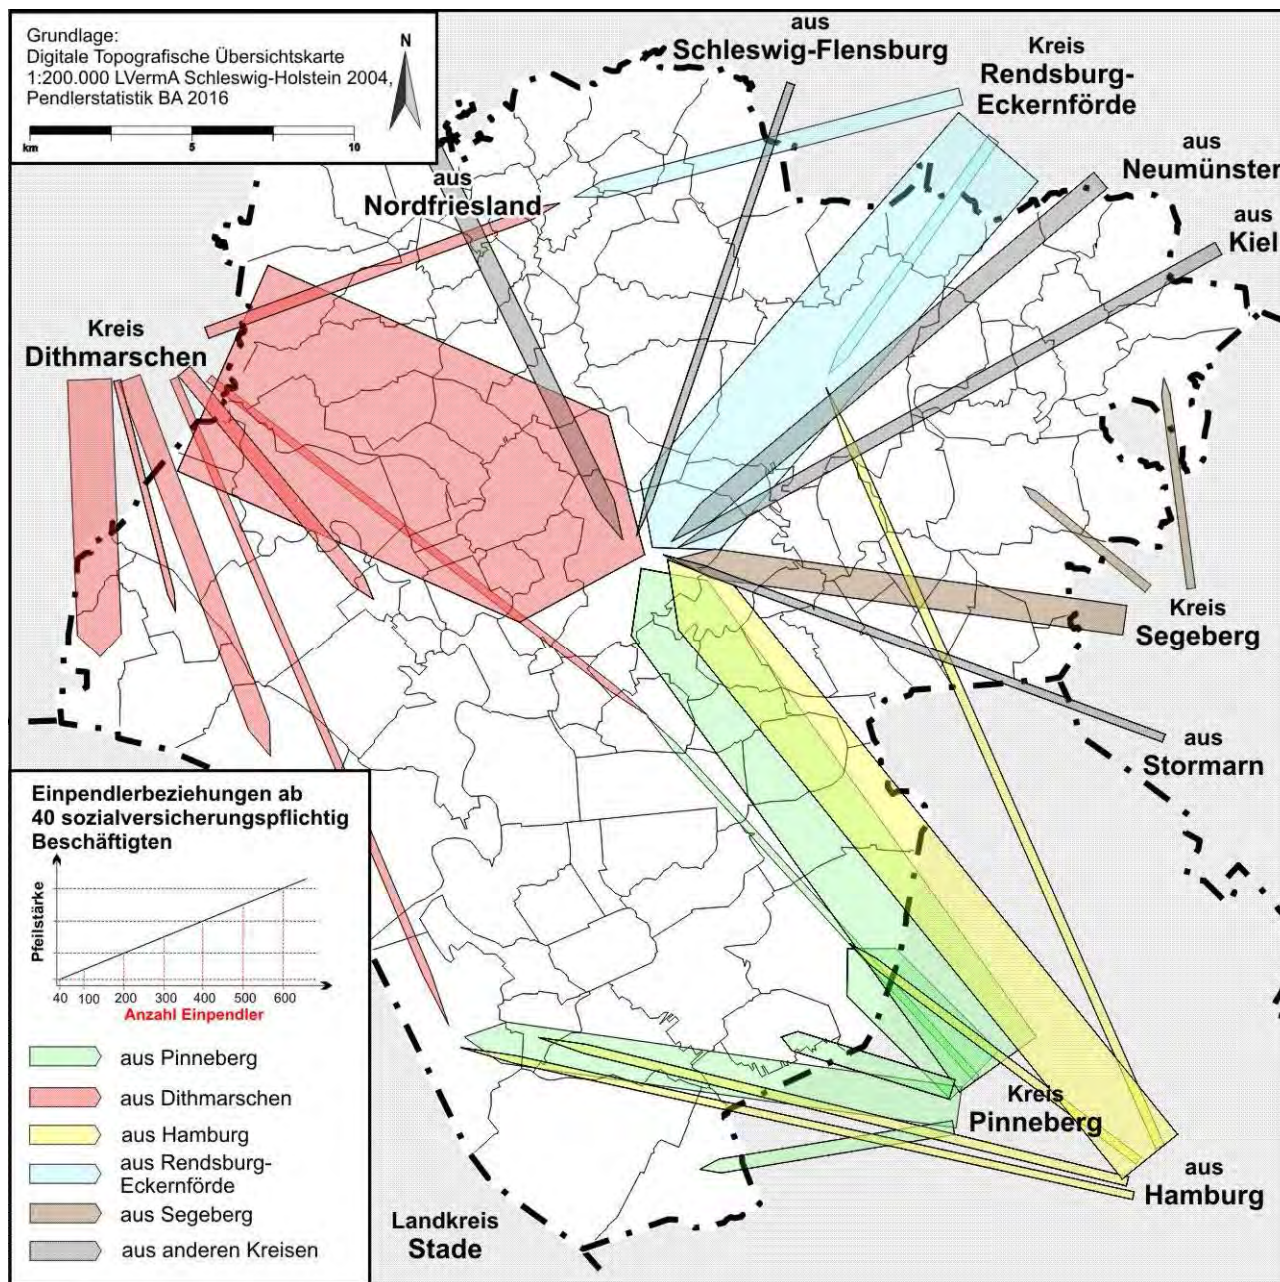 Grundlage:
Digitale Topografische Übersichtskarte
1:200.000 LVermA Schleswig-Holstein 2004,
Pendlerstatistik BA 2016
N
km
5
10
aus
Schleswig-Flensburg
Kreis
Rendsburg-
Eckernförde
aus
Neumünster
aus
Kiel
aus
Nordfriesland
Kreis
Dithmarschen
Kreis
Segeberg
aus
Stormarn
Kreis
Pinneberg
aus
Hamburg
Landkreis
Stade
Einpendlerbeziehungen ab
40 sozialversicherungspflichtig
Beschäftigten
Pfeilstärke
40 100 200 300 400 500 600
Anzahl Einpendler
aus Pinneberg
aus Dithmarschen
aus Hamburg
aus Rendsburg-
Eckernförde
aus Segeberg
aus anderen Kreisen